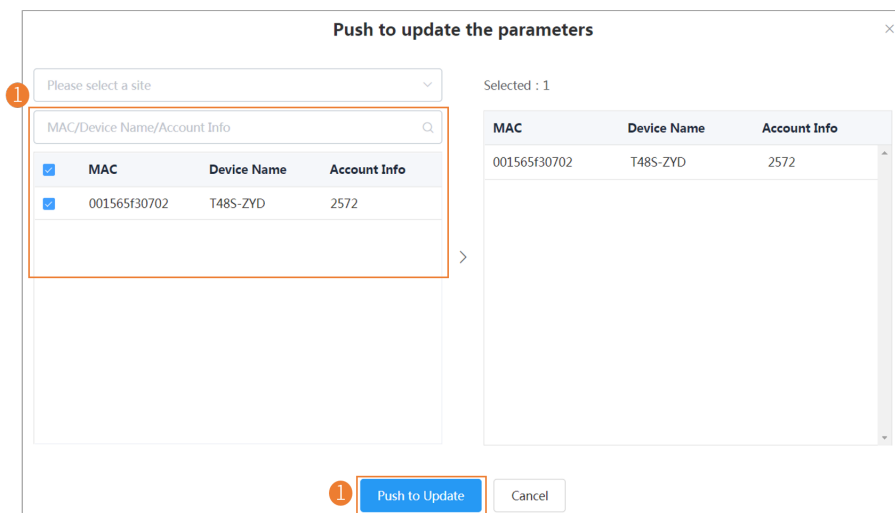 Push to update the parameters
Please select a site
Selected : 1
1
MAC/Device Name/Account Info
MAC Device Name Account Info
001565f30702 T48S-ZYD 2572
MAC Device Name Account Info
001565f30702 T48S-ZYD 2572
1
Push to Update
Cancel